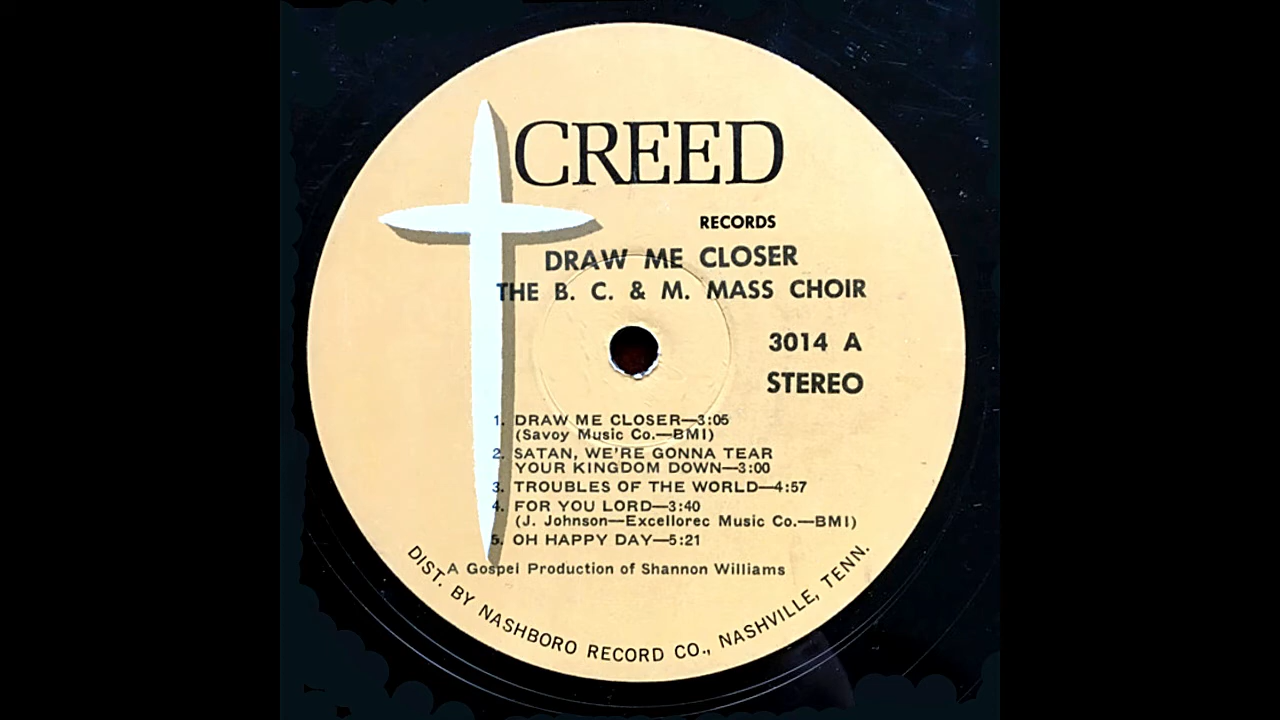 CREED
RECORDS
DRAW ME CLOSER
THE B. C. & M. MASS CHOIR
3014 A
STEREO
1. DRAW ME CLOSER—3:05
(Savoy Music Co.—BMI)
2. SATAN, WE'RE GONNA TEAR
YOUR KINGDOM DOWN—3:00
3. TROUBLES OF THE WORLD—4:57
4. FOR YOU LORD—3:40
(J. Johnson—Excellorec Music Co.—BMI)
5. OH HAPPY DAY—5:21
A Gospel Production of Shannon Williams
DIST. BY NASHBORO RECORD CO., NASHVILLE, TENN.